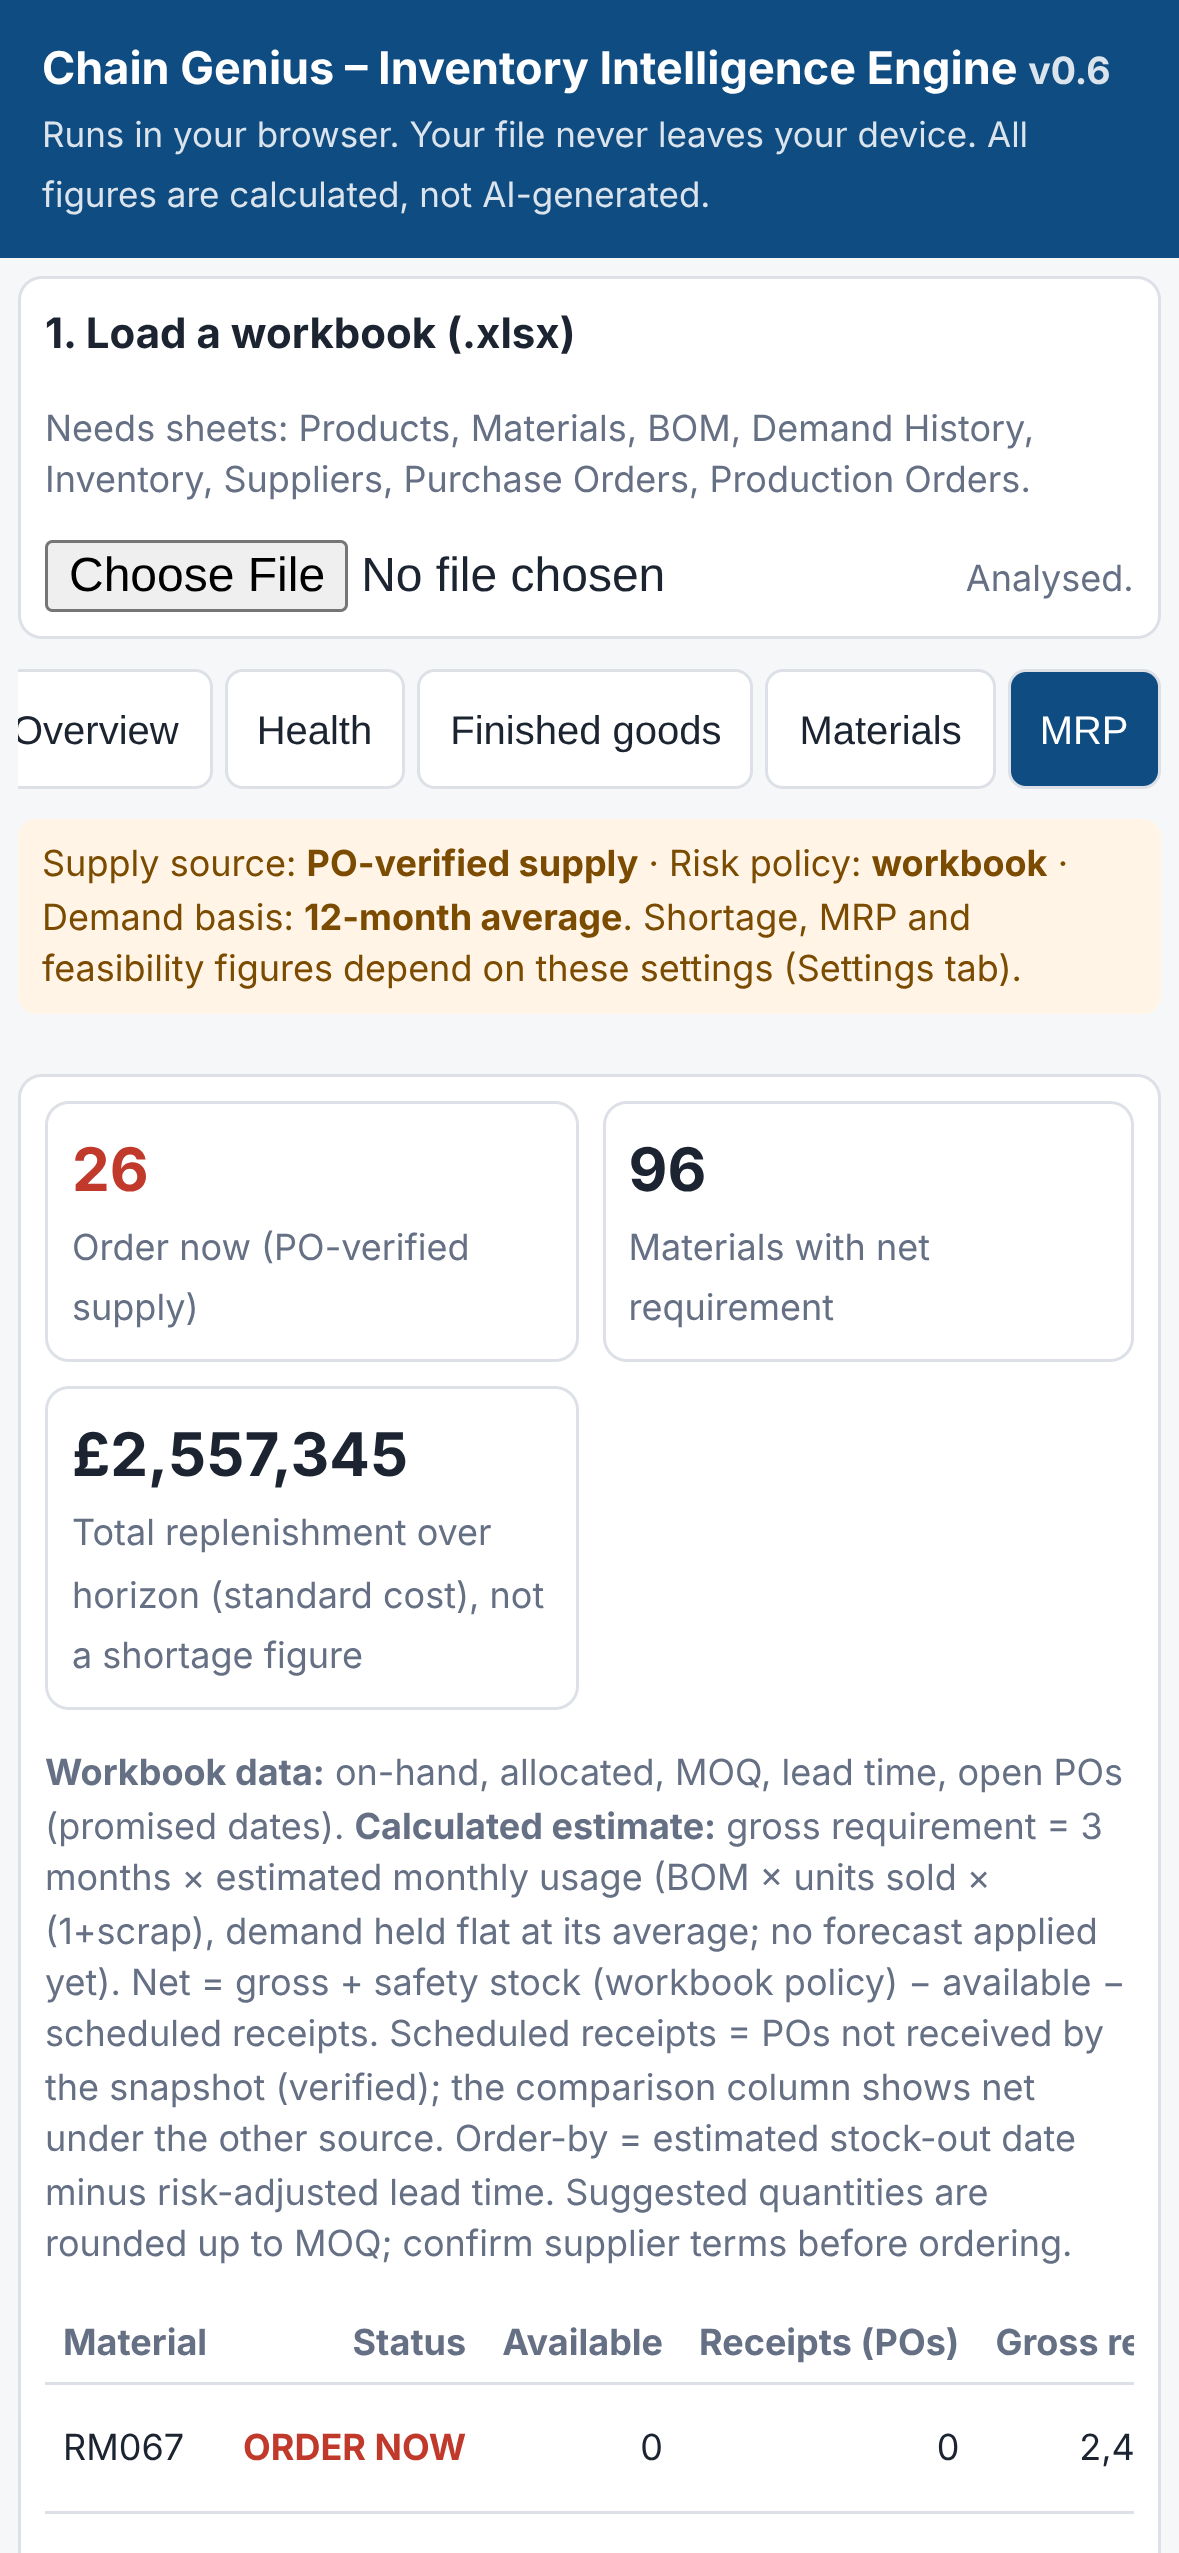 Chain Genius – Inventory Intelligence Engine v0.6
Runs in your browser. Your file never leaves your device. All
figures are calculated, not AI-generated.
1. Load a workbook (.xlsx)
Needs sheets: Products, Materials, BOM, Demand History,
Inventory, Suppliers, Purchase Orders, Production Orders.
Choose File No file chosen Analysed.
Overview Health Finished goods Materials MRP
Supply source: PO-verified supply · Risk policy: workbook ·
Demand basis: 12-month average. Shortage, MRP and
feasibility figures depend on these settings (Settings tab).
26
Order now (PO-verified
supply)
96
Materials with net
requirement
£2,557,345
Total replenishment over
horizon (standard cost), not
a shortage figure
Workbook data: on-hand, allocated, MOQ, lead time, open POs
(promised dates). Calculated estimate: gross requirement = 3
months × estimated monthly usage (BOM × units sold ×
(1+scrap), demand held flat at its average; no forecast applied
yet). Net = gross + safety stock (workbook policy) − available −
scheduled receipts. Scheduled receipts = POs not received by
the snapshot (verified); the comparison column shows net
under the other source. Order-by = estimated stock-out date
minus risk-adjusted lead time. Suggested quantities are
rounded up to MOQ; confirm supplier terms before ordering.
Material Status Available Receipts (POs) Gross re
RM067 ORDER NOW 0 0 2,4